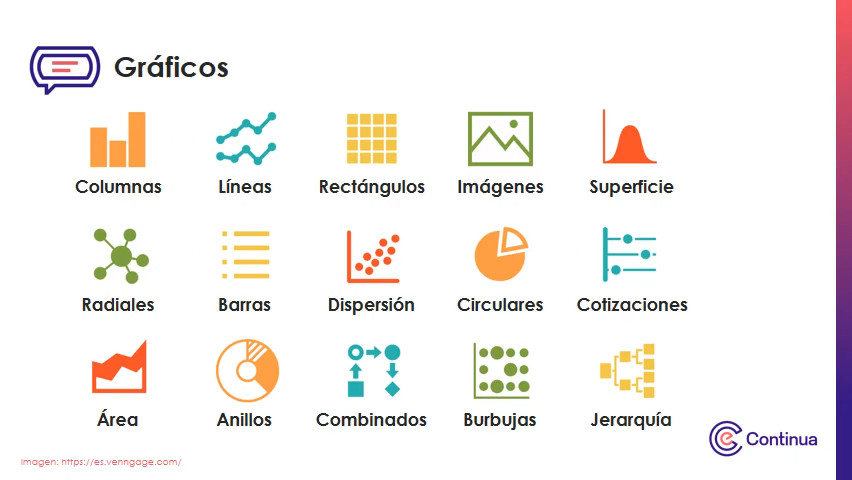 Gráficos
Columnas
Líneas
Rectángulos
Imágenes
Superficie
Radiales
Barras
Dispersión
Circulares
Cotizaciones
Área
Anillos
Combinados
Burbujas
Jerarquía
Continua
Imagen: https://es.venngage.com/